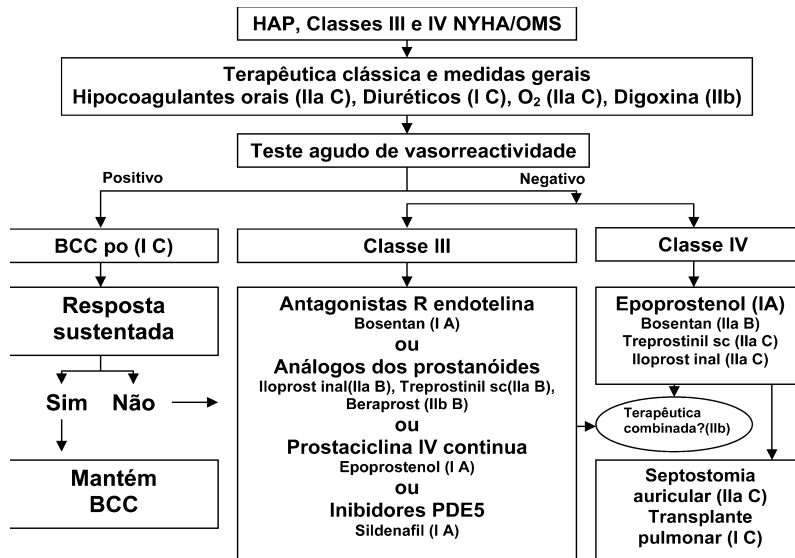 HAP, Classes III e IV NYHA/OMS
Terapêutica clássica e medidas gerais
Hipocoagulantes orais (IIa C), Diuréticos (I C), O₂ (IIa C), Digoxina (IIb)
Teste agudo de vasorreactividade
Positivo
Negativo
BCC po (I C)
Classe III
Classe IV
Resposta
sustentada
Sim
Não
Mantém
BCC
Antagonistas R endotelina
Bosentan (I A)
ou
Análogos dos prostanóides
Iloprost inal(IIa B), Treprostinil sc(IIa B),
Beraprost (IIb B)
ou
Prostaciclina IV continua
Epoprostenol (I A)
ou
Inibidores PDE5
Sildenafil (I A)
Epoprostenol (IA)
Bosentan (IIa B)
Treprostinil sc (IIa C)
Iloprost inal (IIa C)
Terapêutica
combinada?(IIb)
Septostomia
auricular (IIa C)
Transplante
pulmonar (I C)